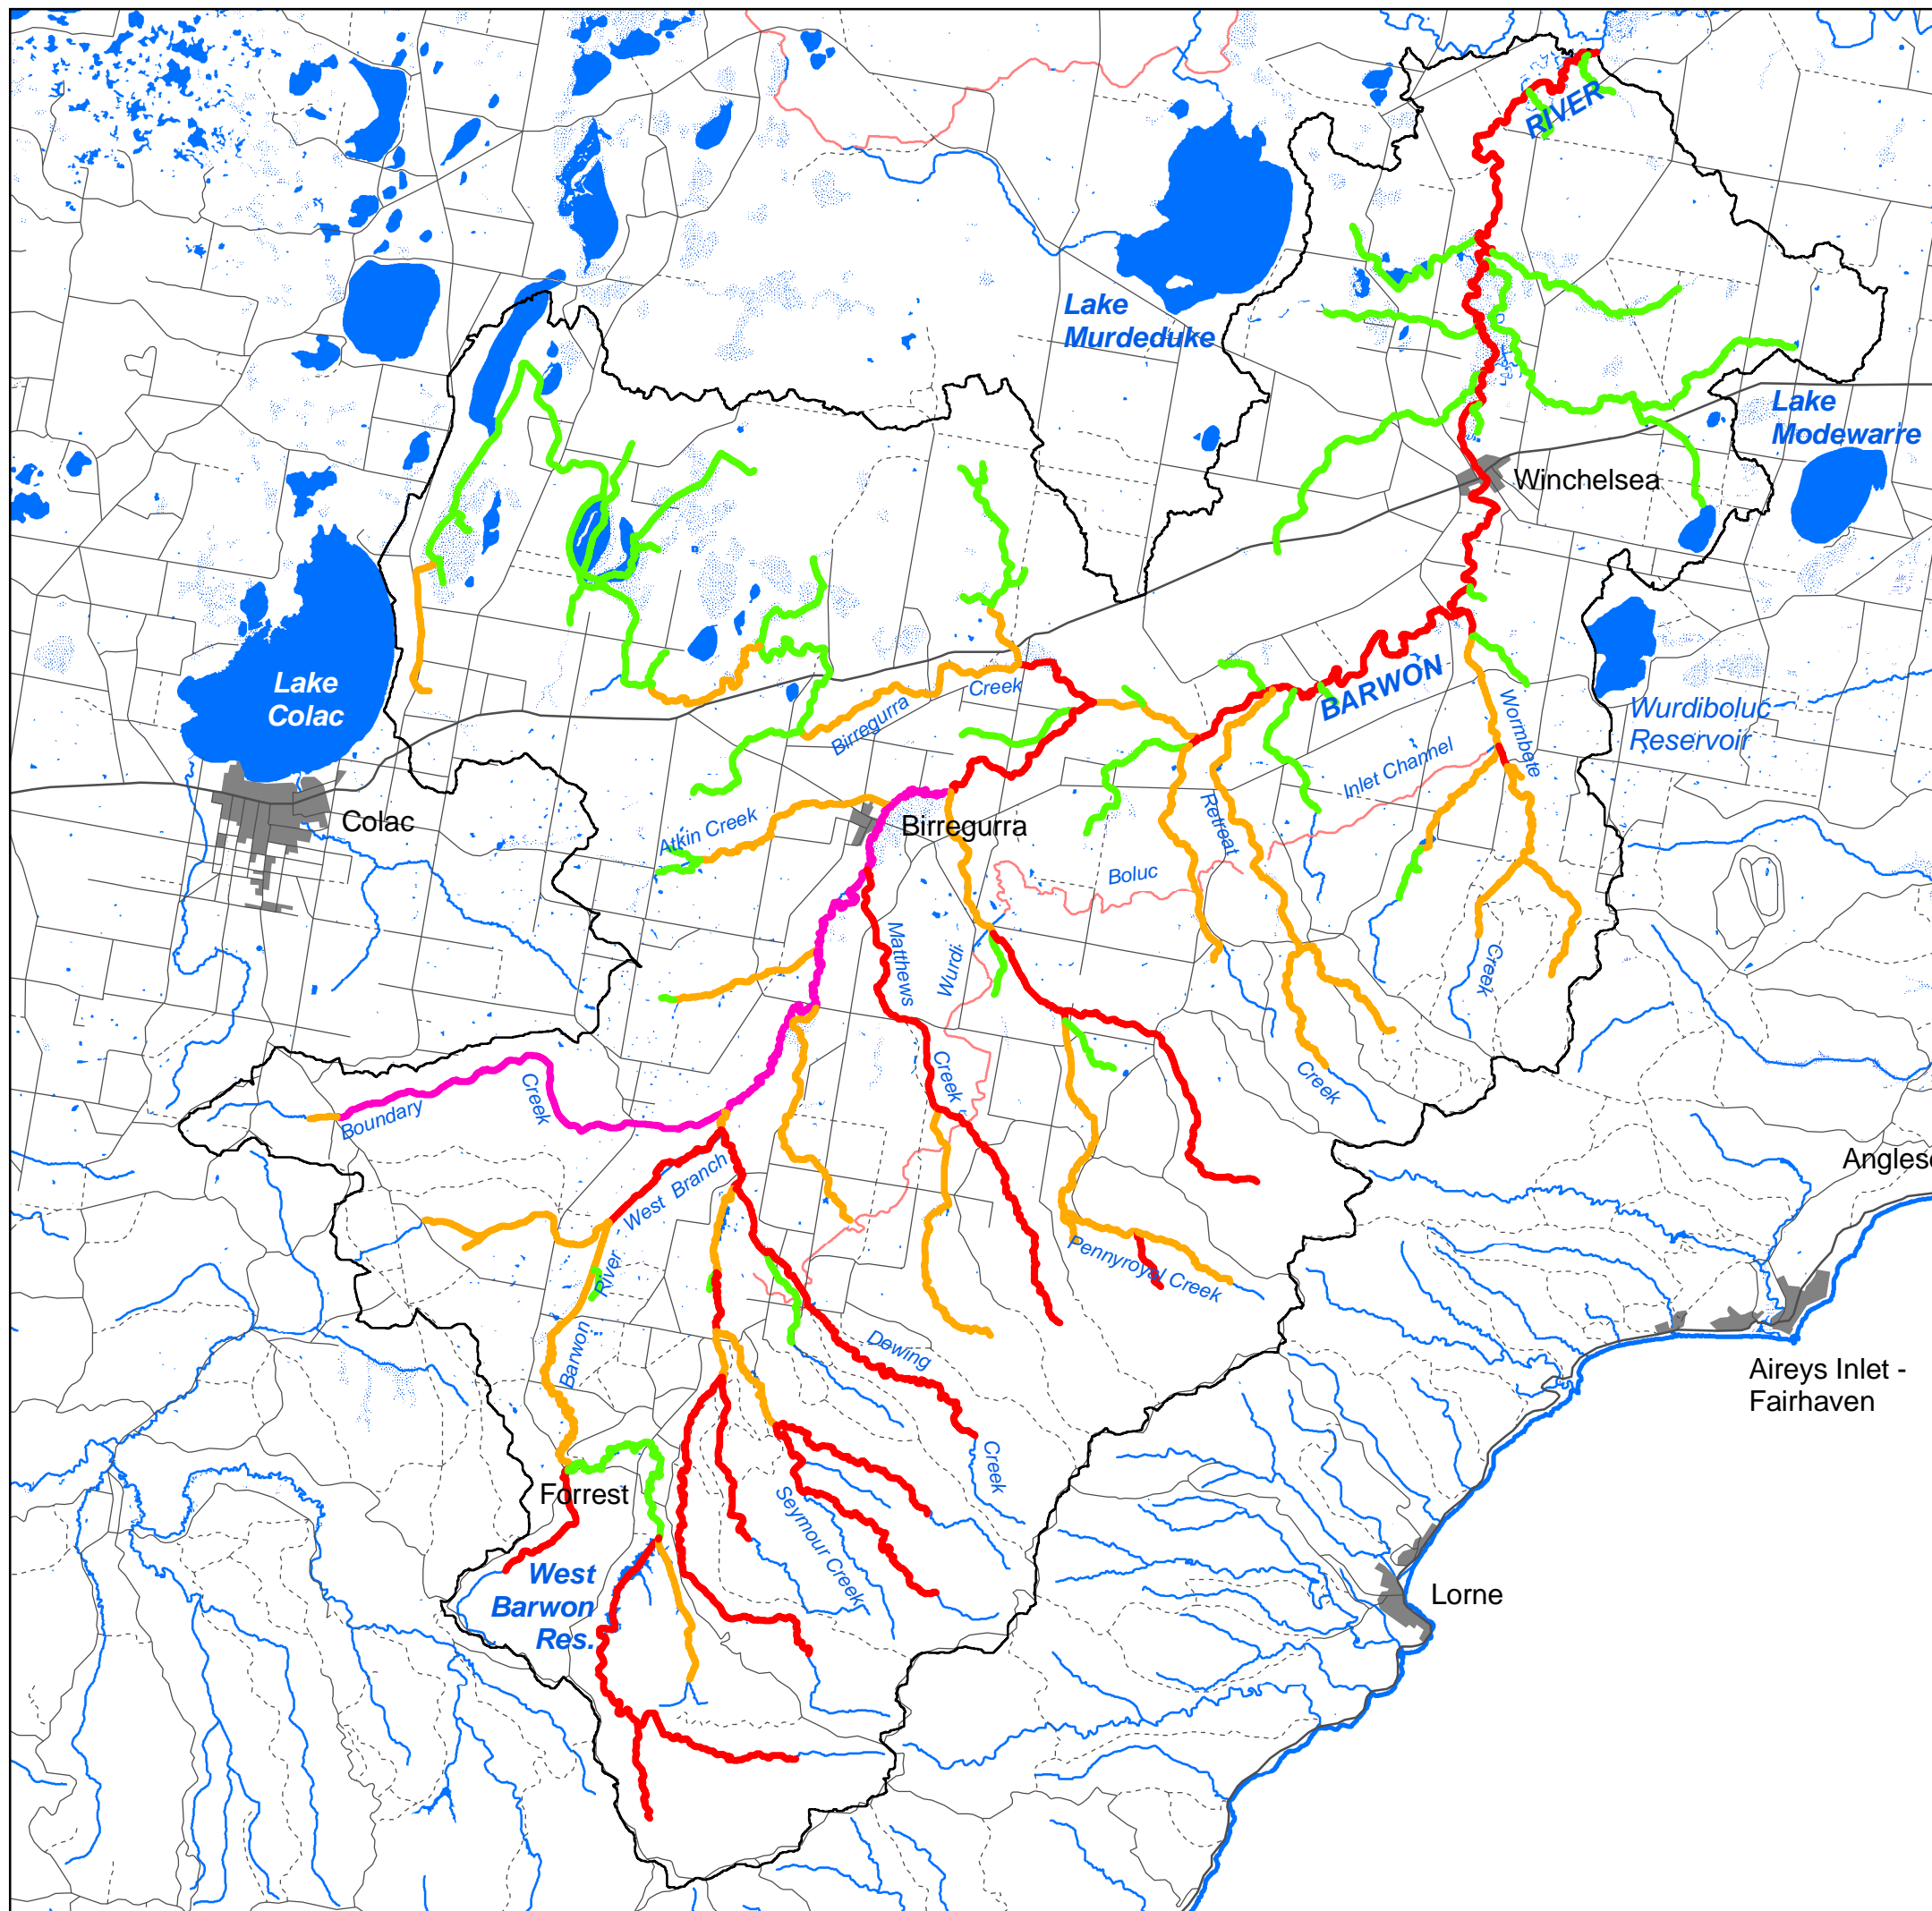 RIVER
Lake
Murdeduke
Lake
Modewarre
Winchelsea
Lake
Colac
Creek
Birregurra
BARWON
Wormbete
Wurdiboluc
Reservoir
Inlet Channel
Colac
Atkin Creek
Birregurra
Retreat
Boluc
Matthews
Wurdi
Creek
Creek
Creek
Creek
Boundary
Creek
West Branch
River
Barwon
Pennyroyal Creek
Dewing
Creek
Anglese
Aireys Inlet -
Fairhaven
Forrest
Seymour Creek
West
Barwon
Res.
Lorne